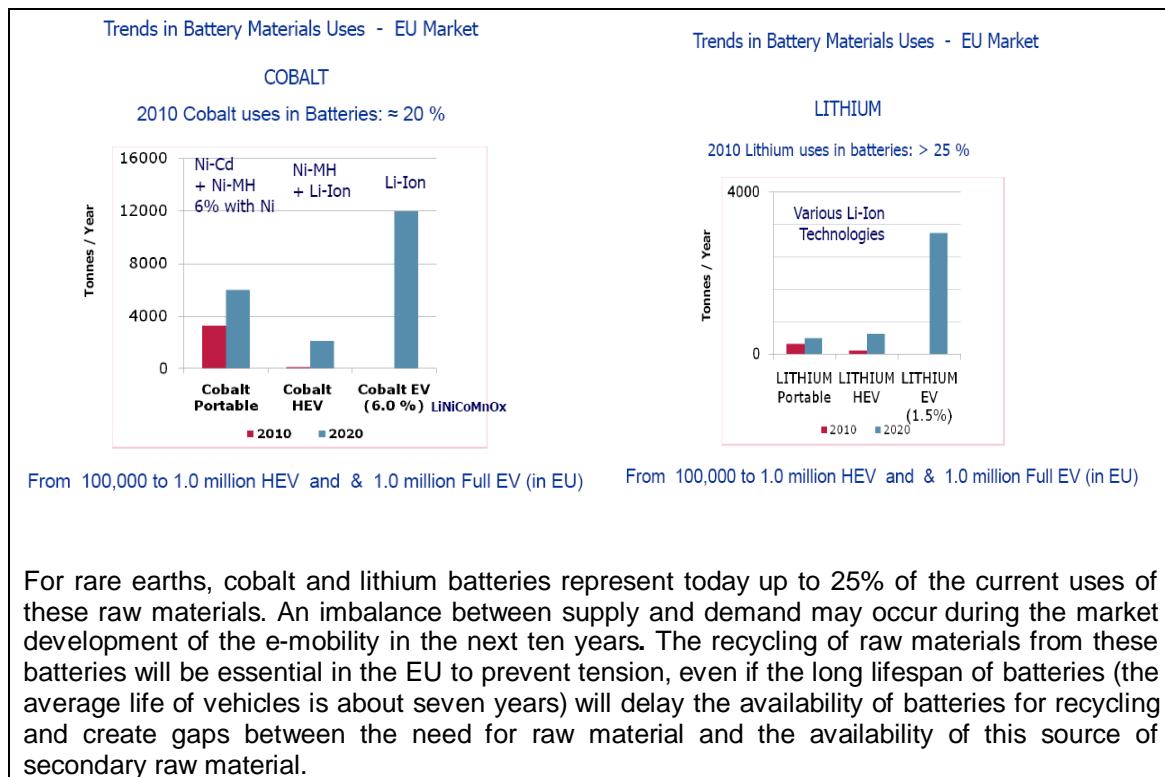 Trends in Battery Materials Uses - EU Market
COBALT
2010 Cobalt uses in Batteries: ≈ 20 %
16000
12000
8000
4000
0
Tonnes / Year
Ni-Cd
+ Ni-MH
6% with Ni
Ni-MH
+ Li-Ion
Li-Ion
Cobalt
Portable
Cobalt
HEV
Cobalt EV
(6.0 %)
LiNiCoMnOx
2010
2020
From 100,000 to 1.0 million HEV and & 1.0 million Full EV (in EU)
Trends in Battery Materials Uses - EU Market
LITHIUM
2010 Lithium uses in batteries: > 25 %
4000
0
Tonnes / Year
Various Li-Ion
Technologies
LITHIUM
Portable
LITHIUM
HEV
LITHIUM
EV
(1.5%)
2010
2020
From 100,000 to 1.0 million HEV and & 1.0 million Full EV (in EU)
For rare earths, cobalt and lithium batteries represent today up to 25% of the current uses of
these raw materials. An imbalance between supply and demand may occur during the market
development of the e-mobility in the next ten years. The recycling of raw materials from these
batteries will be essential in the EU to prevent tension, even if the long lifespan of batteries (the
average life of vehicles is about seven years) will delay the availability of batteries for recycling
and create gaps between the need for raw material and the availability of this source of
secondary raw material.